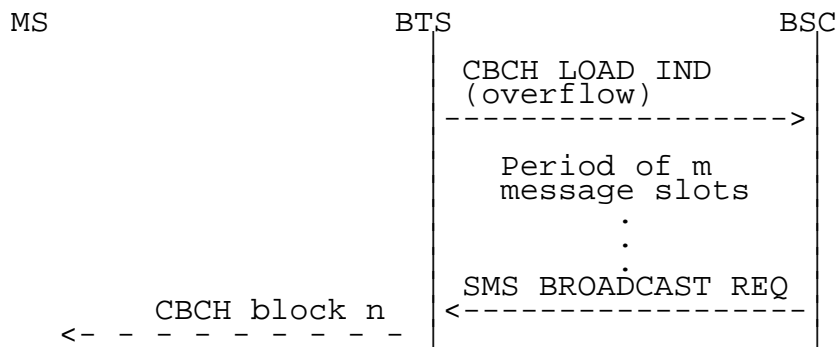 MS BTS BSC
CBCH LOAD IND
(overflow)
Period of m
message slots
.
.
.
SMS BROADCAST REQ
CBCH block n